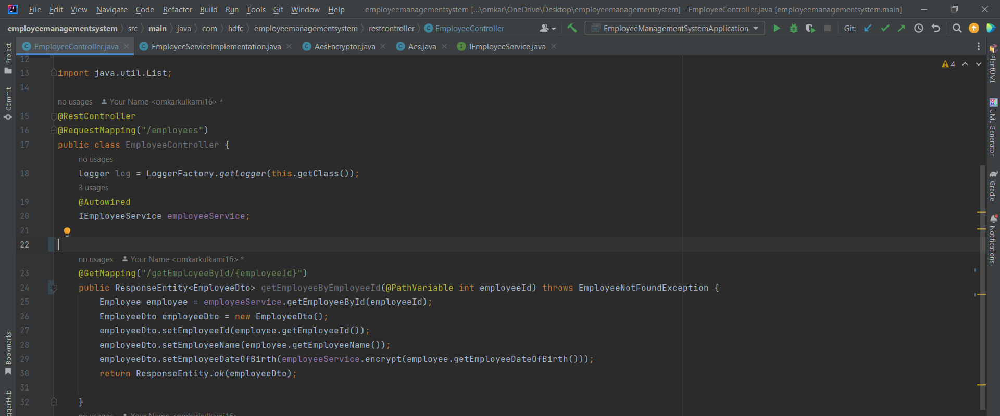 File Edit View Navigate Code Refactor Build Run Tools Git Window Help employeemanagementsystem [...\omkar\OneDrive\Desktop\employeemanagementsystem] - EmployeeController.java [employeemanagementsystem.main]
employeemanagementsystem src main java com hdfc employeemanagementsystem restcontroller EmployeeController EmployeeManagementSystemApplication Git:
EmployeeController.java EmployeeServiceImplementation.java AesEncryptor.java Aes.java IEmployeeService.java
Project
Commit
Bookmarks
4
12
13 import java.util.List;
14
no usages Your Name <omkarkulkarni16> *
15 @RestController
16 @RequestMapping("/employees")
17 public class EmployeeController {
no usages
18 Logger log = LoggerFactory.getLogger(this.getClass());
3 usages
19 @Autowired
20 IEmployeeService employeeService;
21
22
no usages Your Name <omkarkulkarni16> *
23 @GetMapping("/getEmployeeById/{employeeId}")
24 public ResponseEntity<EmployeeDto> getEmployeeByEmployeeId(@PathVariable int employeeId) throws EmployeeNotFoundException {
25 Employee employee = employeeService.getEmployeeById(employeeId);
26 EmployeeDto employeeDto = new EmployeeDto();
27 employeeDto.setEmployeeId(employee.getEmployeeId());
28 employeeDto.setEmployeeName(employee.getEmployeeName());
29 employeeDto.setEmployeeDateOfBirth(employeeService.encrypt(employee.getEmployeeDateOfBirth()));
30 return ResponseEntity.ok(employeeDto);
31
32 }
no usages Your Name <omkarkulkarni16>
PlantUML
UML Generator
Gradle
Notifications